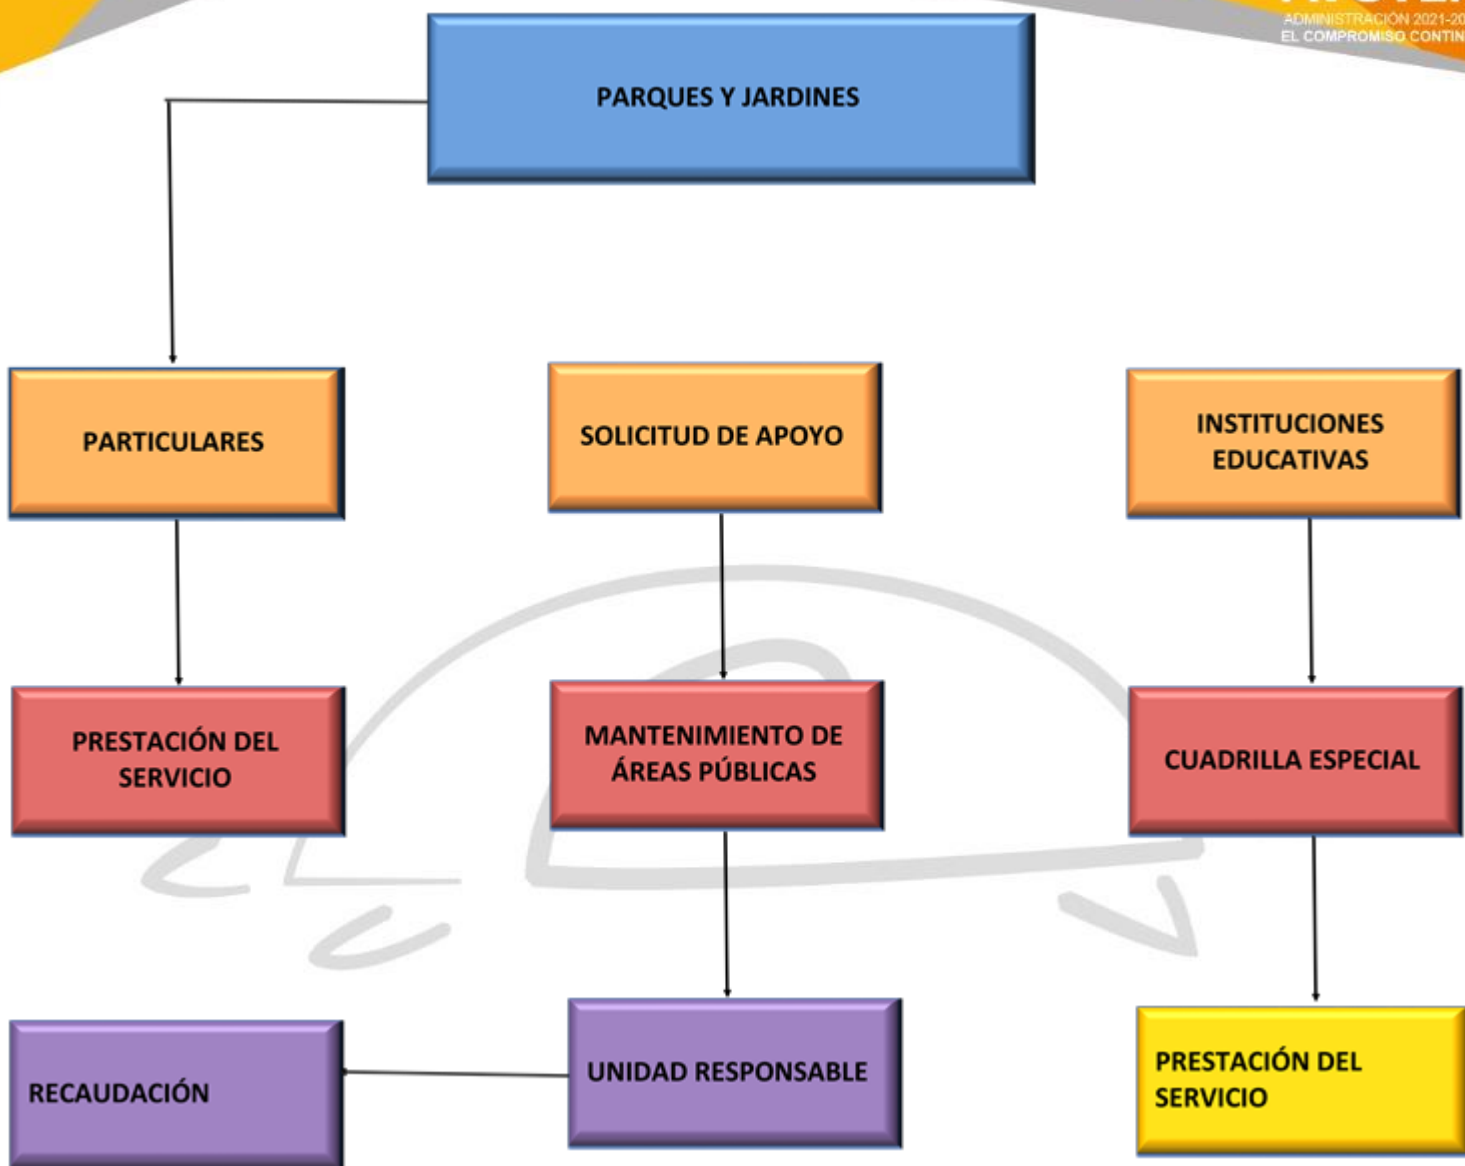 ADMINISTRACIÓN 2021-20
EL COMPROMISO CONTIN
PARQUES Y JARDINES
PARTICULARES
SOLICITUD DE APOYO
INSTITUCIONES
EDUCATIVAS
PRESTACIÓN DEL
SERVICIO
MANTENIMIENTO DE
ÁREAS PÚBLICAS
CUADRILLA ESPECIAL
RECAUDACIÓN
UNIDAD RESPONSABLE
PRESTACIÓN DEL
SERVICIO